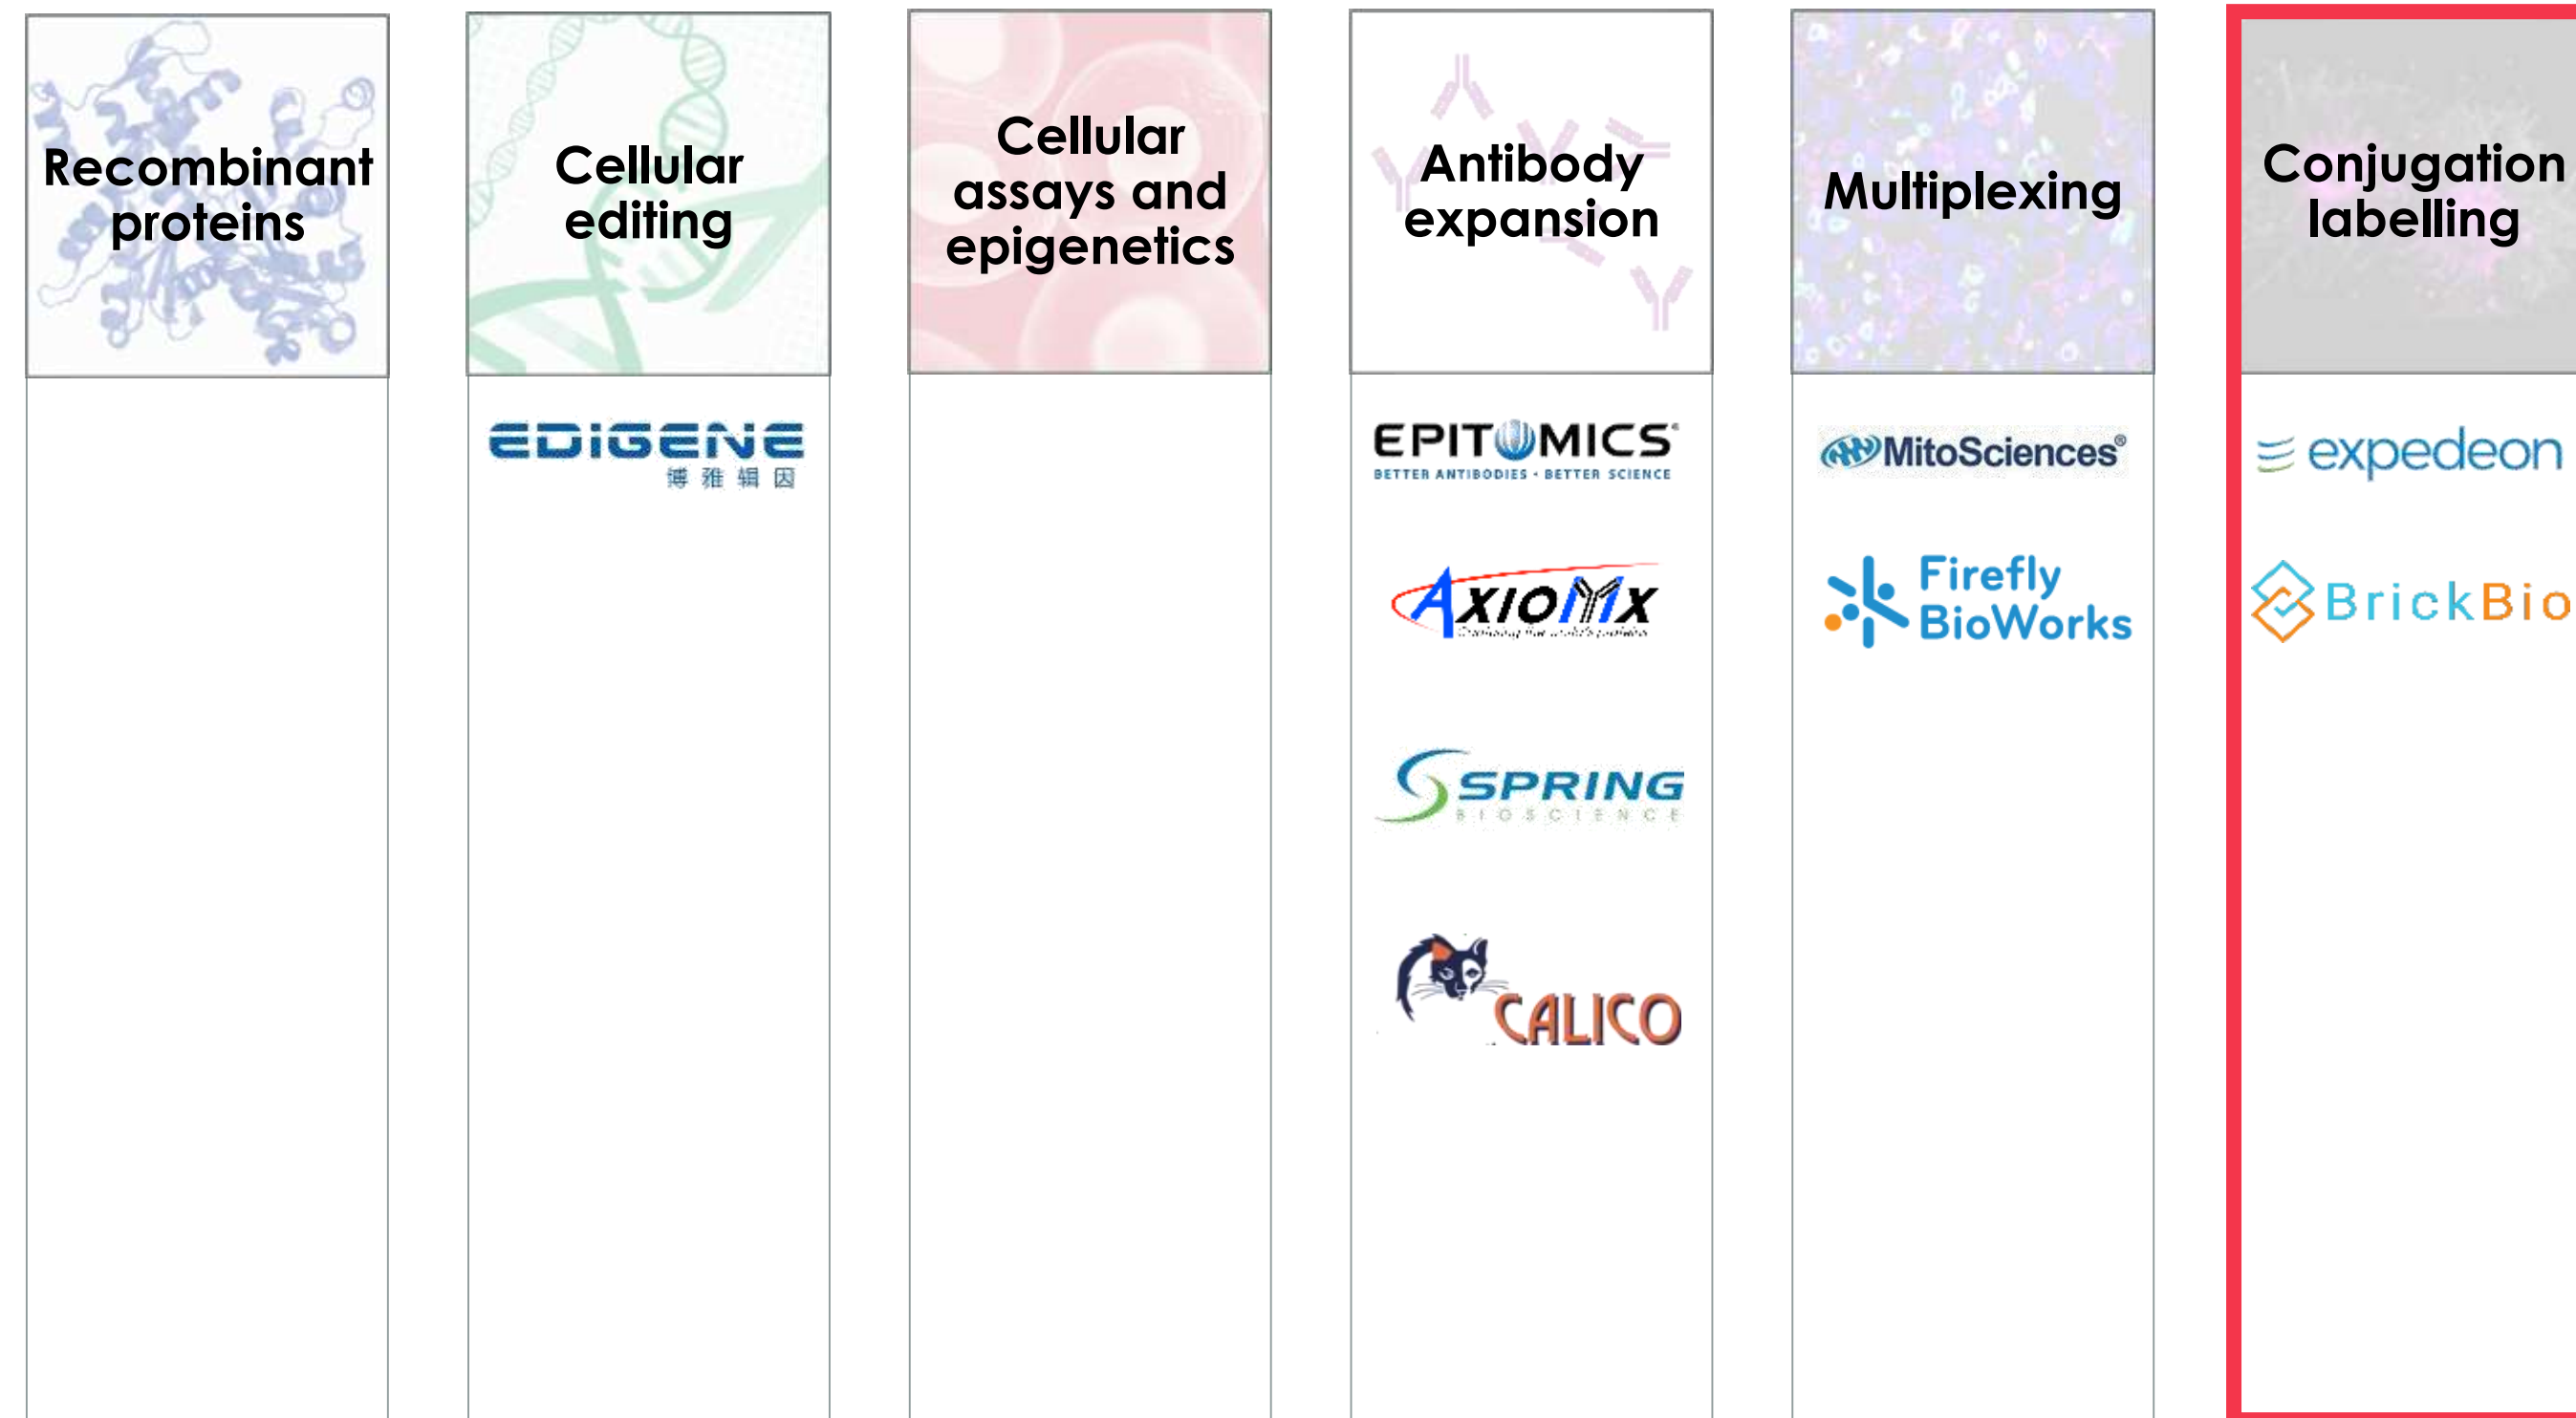 Recombinant
proteins
Cellular
editing
Cellular
assays and
epigenetics
Antibody
expansion
Multiplexing
Conjugation
labelling
EDiGENE
博雅辑因
EPITOMICS®
BETTER ANTIBODIES • BETTER SCIENCE
MitoSciences®
expedeon
AXIOMX
Firefly
BioWorks
BrickBio
SPRING
BIOSCIENCE
CALICO